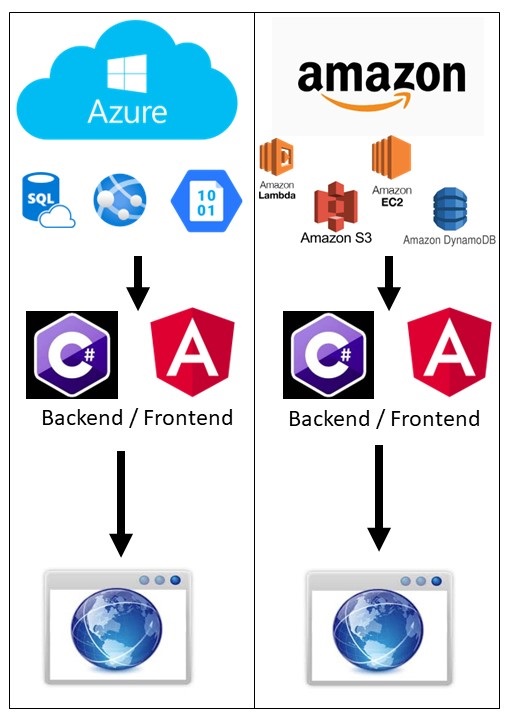 Azure
SQL
10
01
C#
A
Backend / Frontend
amazon
Amazon
Lambda
Amazon
EC2
Amazon S3
Amazon DynamoDB
C#
A
Backend / Frontend